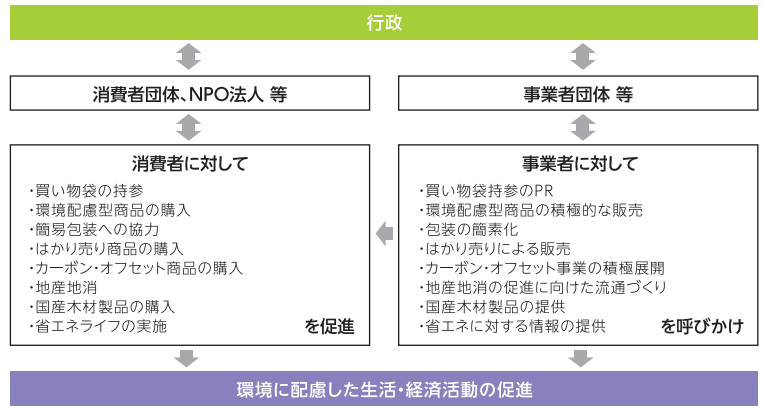 行政
消費者団体、NPO法人 等
事業者団体 等
消費者に対して
・買い物袋の持参
・環境配慮型商品の購入
・簡易包装への協力
・はかり売り商品の購入
・カーボン・オフセット商品の購入
・地産地消
・国産木材製品の購入
・省エネライフの実施
を促進
事業者に対して
・買い物袋持参のPR
・環境配慮型商品の積極的な販売
・包装の簡素化
・はかり売りによる販売
・カーボン・オフセット事業の積極展開
・地産地消の促進に向けた流通づくり
・国産木材製品の提供
・省エネに対する情報の提供
を呼びかけ
環境に配慮した生活・経済活動の促進